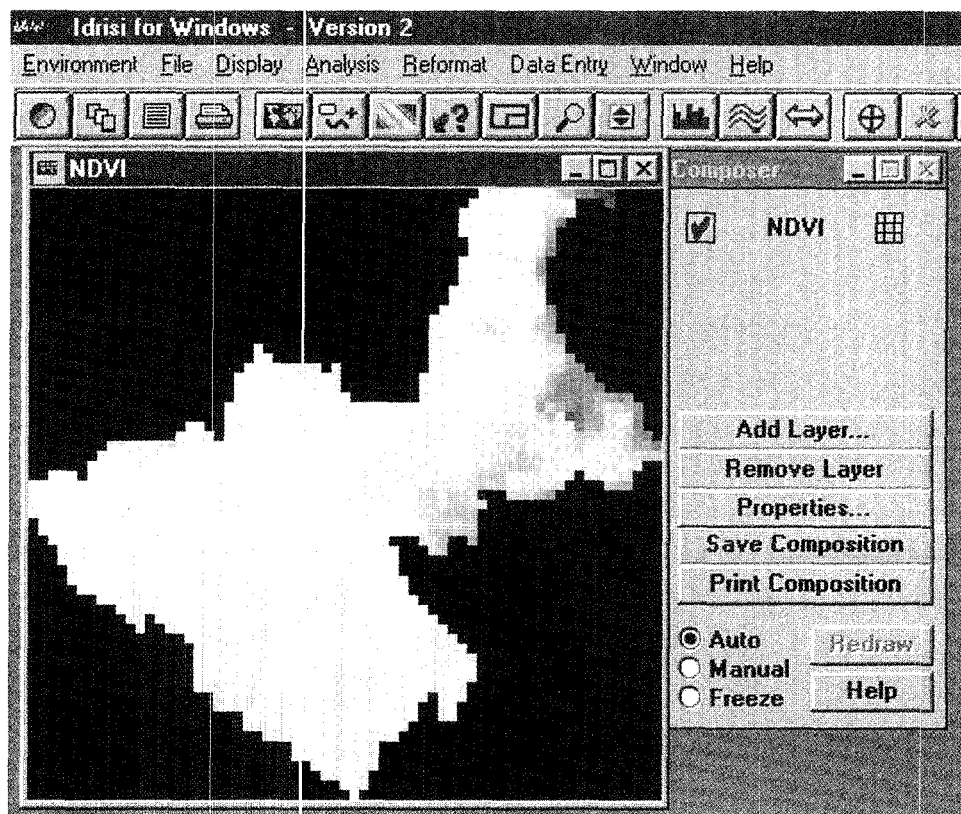 Idrisi for Windows - Version 2
Environment File Display Analysis Reformat Data Entry Window Help
NDVI
Composer
NDVI
Add Layer...
Remove Layer
Properties...
Save Composition
Print Composition
Auto
Redraw
Manual
Freeze
Help